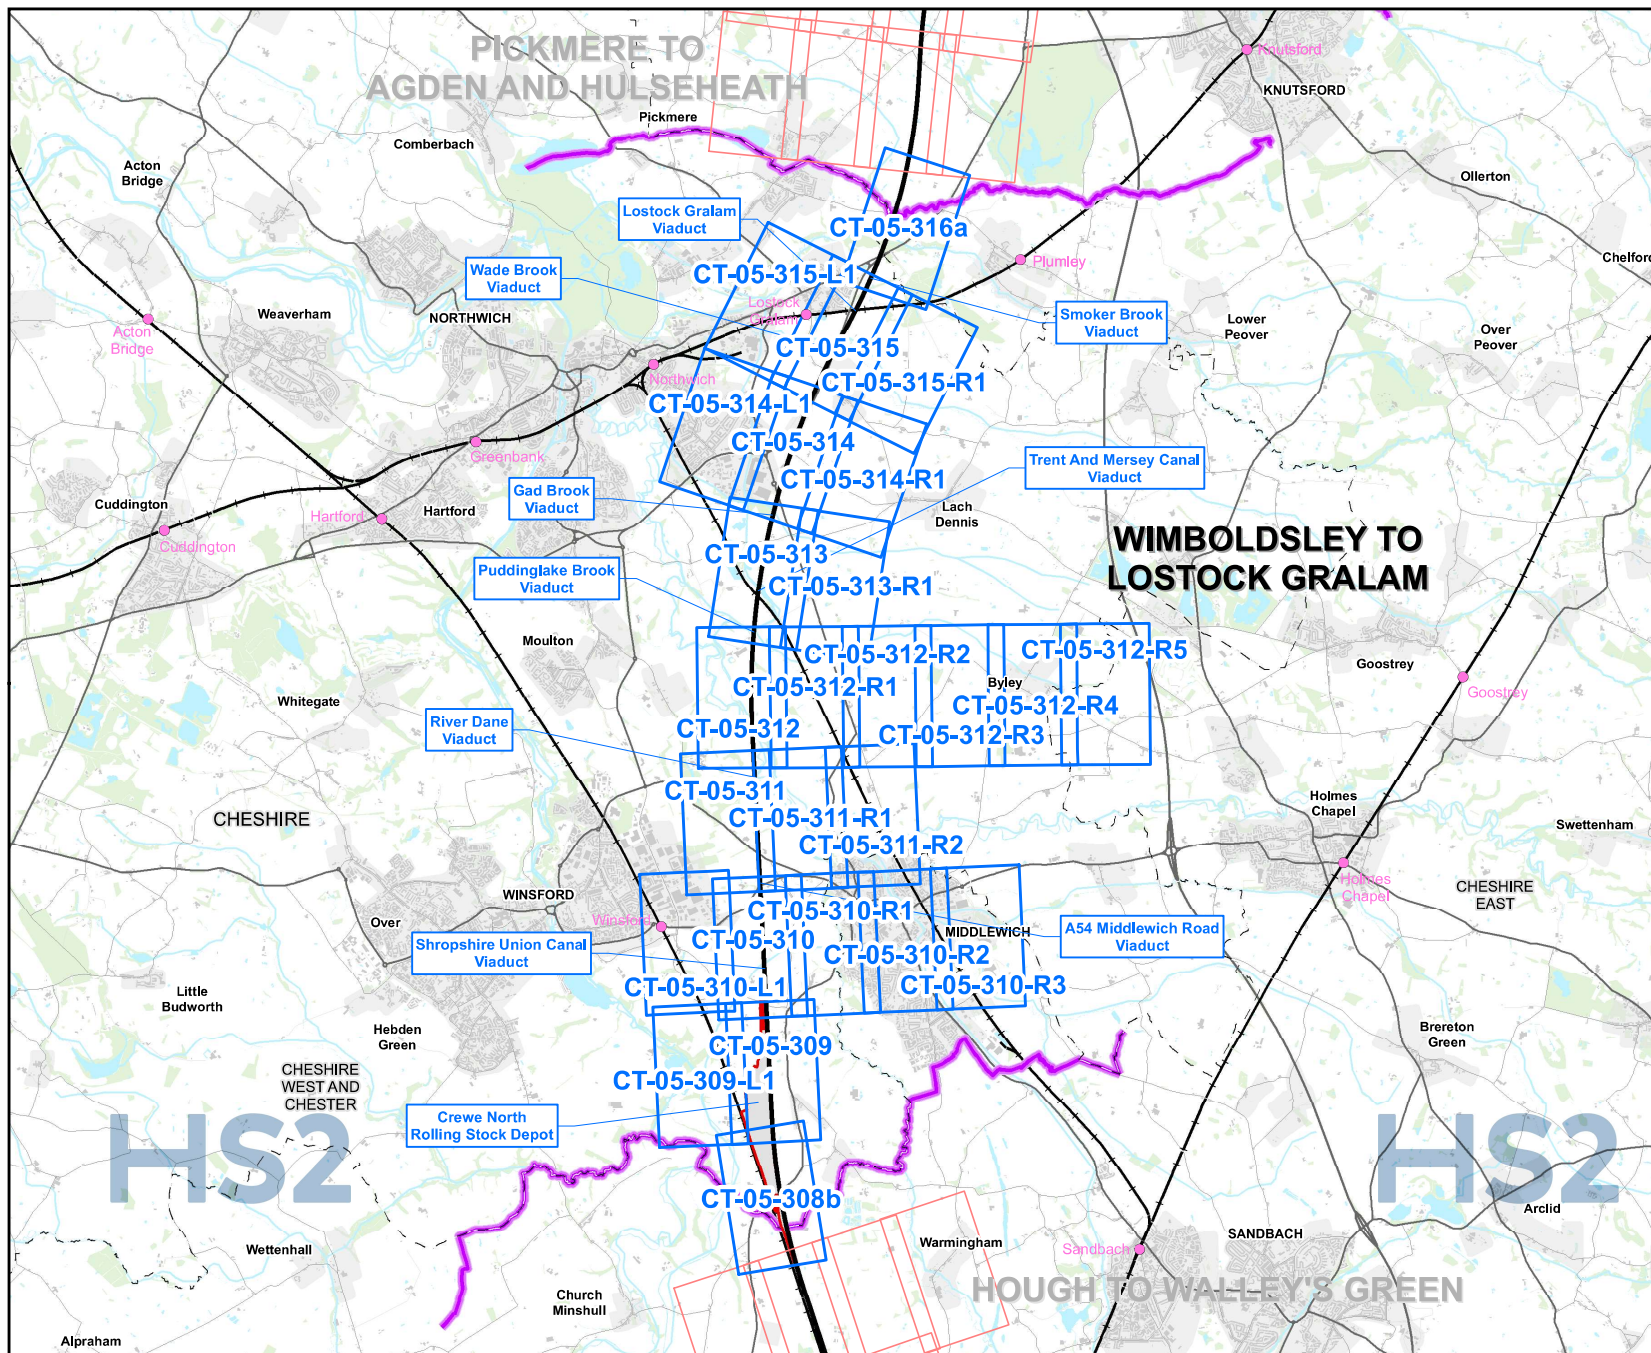 PICKMERE TO
AGDEN AND HULSEHEATH
Knutsford
KNUTSFORD
Pickmere
Comberbach
Acton
Bridge
Ollerton
Lostock Gralam
Viaduct
CT-05-316a
Chelford
Plumley
Wade Brook
Viaduct
CT-05-315-L1
Lostock
Gralam
Smoker Brook
Viaduct
Weaverham
NORTHWICH
Acton
Bridge
Lower
Peover
Over
Peover
CT-05-315
CT-05-315-R1
Northwich
CT-05-314-L1
CT-05-314
CT-05-314-R1
Greenbank
Trent And Mersey Canal
Viaduct
Gad Brook
Viaduct
Cuddington
Hartford
Hartford
Cuddington
Lach
Dennis
WIMBOLDSLEY TO
LOSTOCK GRALAM
CT-05-313
CT-05-313-R1
Puddinglake Brook
Viaduct
Moulton
CT-05-312-R2
CT-05-312-R5
Goostrey
Goostrey
CT-05-312-R1
Byley
CT-05-312-R4
Whitegate
River Dane
Viaduct
CT-05-312
CT-05-312-R3
CT-05-311
CT-05-311-R1
CT-05-311-R2
CHESHIRE
Holmes
Chapel
Swettenham
Holmes
Chapel
CHESHIRE
EAST
WINSFORD
Over
Winsford
CT-05-310-R1
CT-05-310
MIDDLEWICH
A54 Middlewich Road
Viaduct
Shropshire Union Canal
Viaduct
CT-05-310-R2
CT-05-310-L1
CT-05-310-R3
Little
Budworth
Hebden
Green
CT-05-309
Brereton
Green
CHESHIRE
WEST AND
CHESTER
CT-05-309-L1
Crewe North
Rolling Stock Depot
HS2
HS2
CT-05-308b
Arclid
Wettenhall
Warmingham
Sandbach
SANDBACH
HOUGH TO WALLEY'S GREEN
Church
Minshull
Alpraham